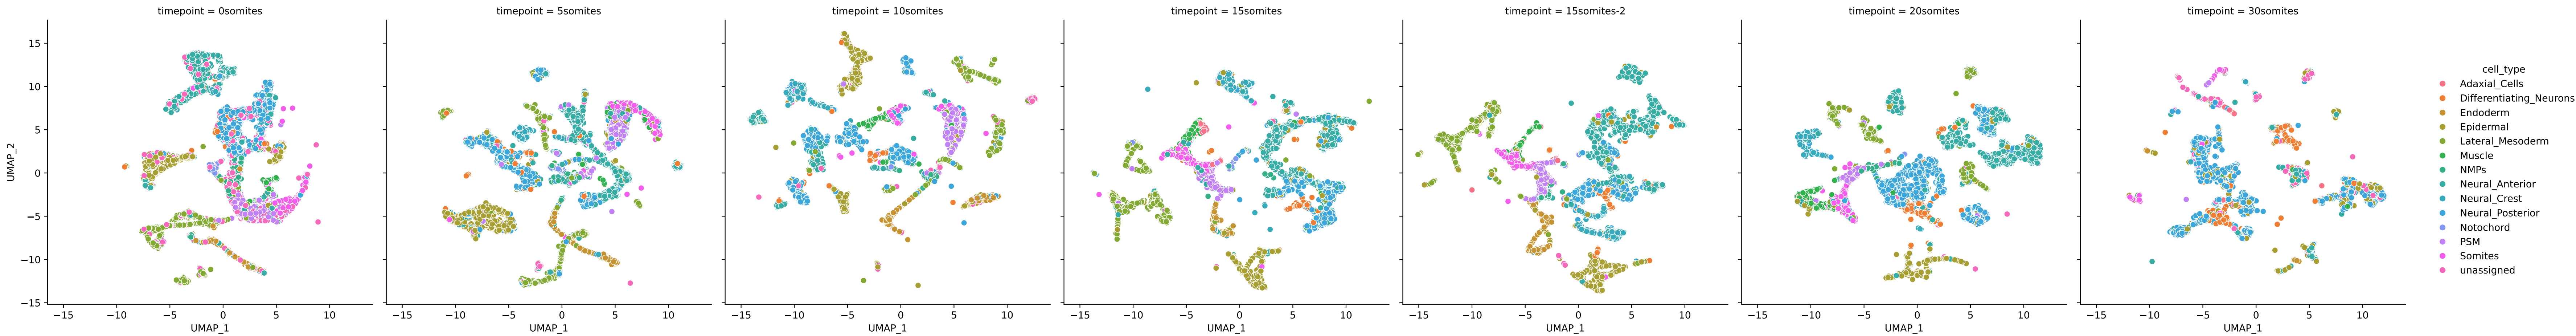 timepoint = 0somites
timepoint = 5somites
timepoint = 10somites
timepoint = 15somites
timepoint = 15somites-2
timepoint = 20somites
timepoint = 30somites
UMAP_2
15
10
5
0
−5
−10
−15
−15 −10 −5 0 5 10
−15 −10 −5 0 5 10
−15 −10 −5 0 5 10
−15 −10 −5 0 5 10
−15 −10 −5 0 5 10
−15 −10 −5 0 5 10
−15 −10 −5 0 5 10
UMAP_1
UMAP_1
UMAP_1
UMAP_1
UMAP_1
UMAP_1
UMAP_1
cell_type
Adaxial_Cells
Differentiating_Neurons
Endoderm
Epidermal
Lateral_Mesoderm
Muscle
NMPs
Neural_Anterior
Neural_Crest
Neural_Posterior
Notochord
PSM
Somites
unassigned